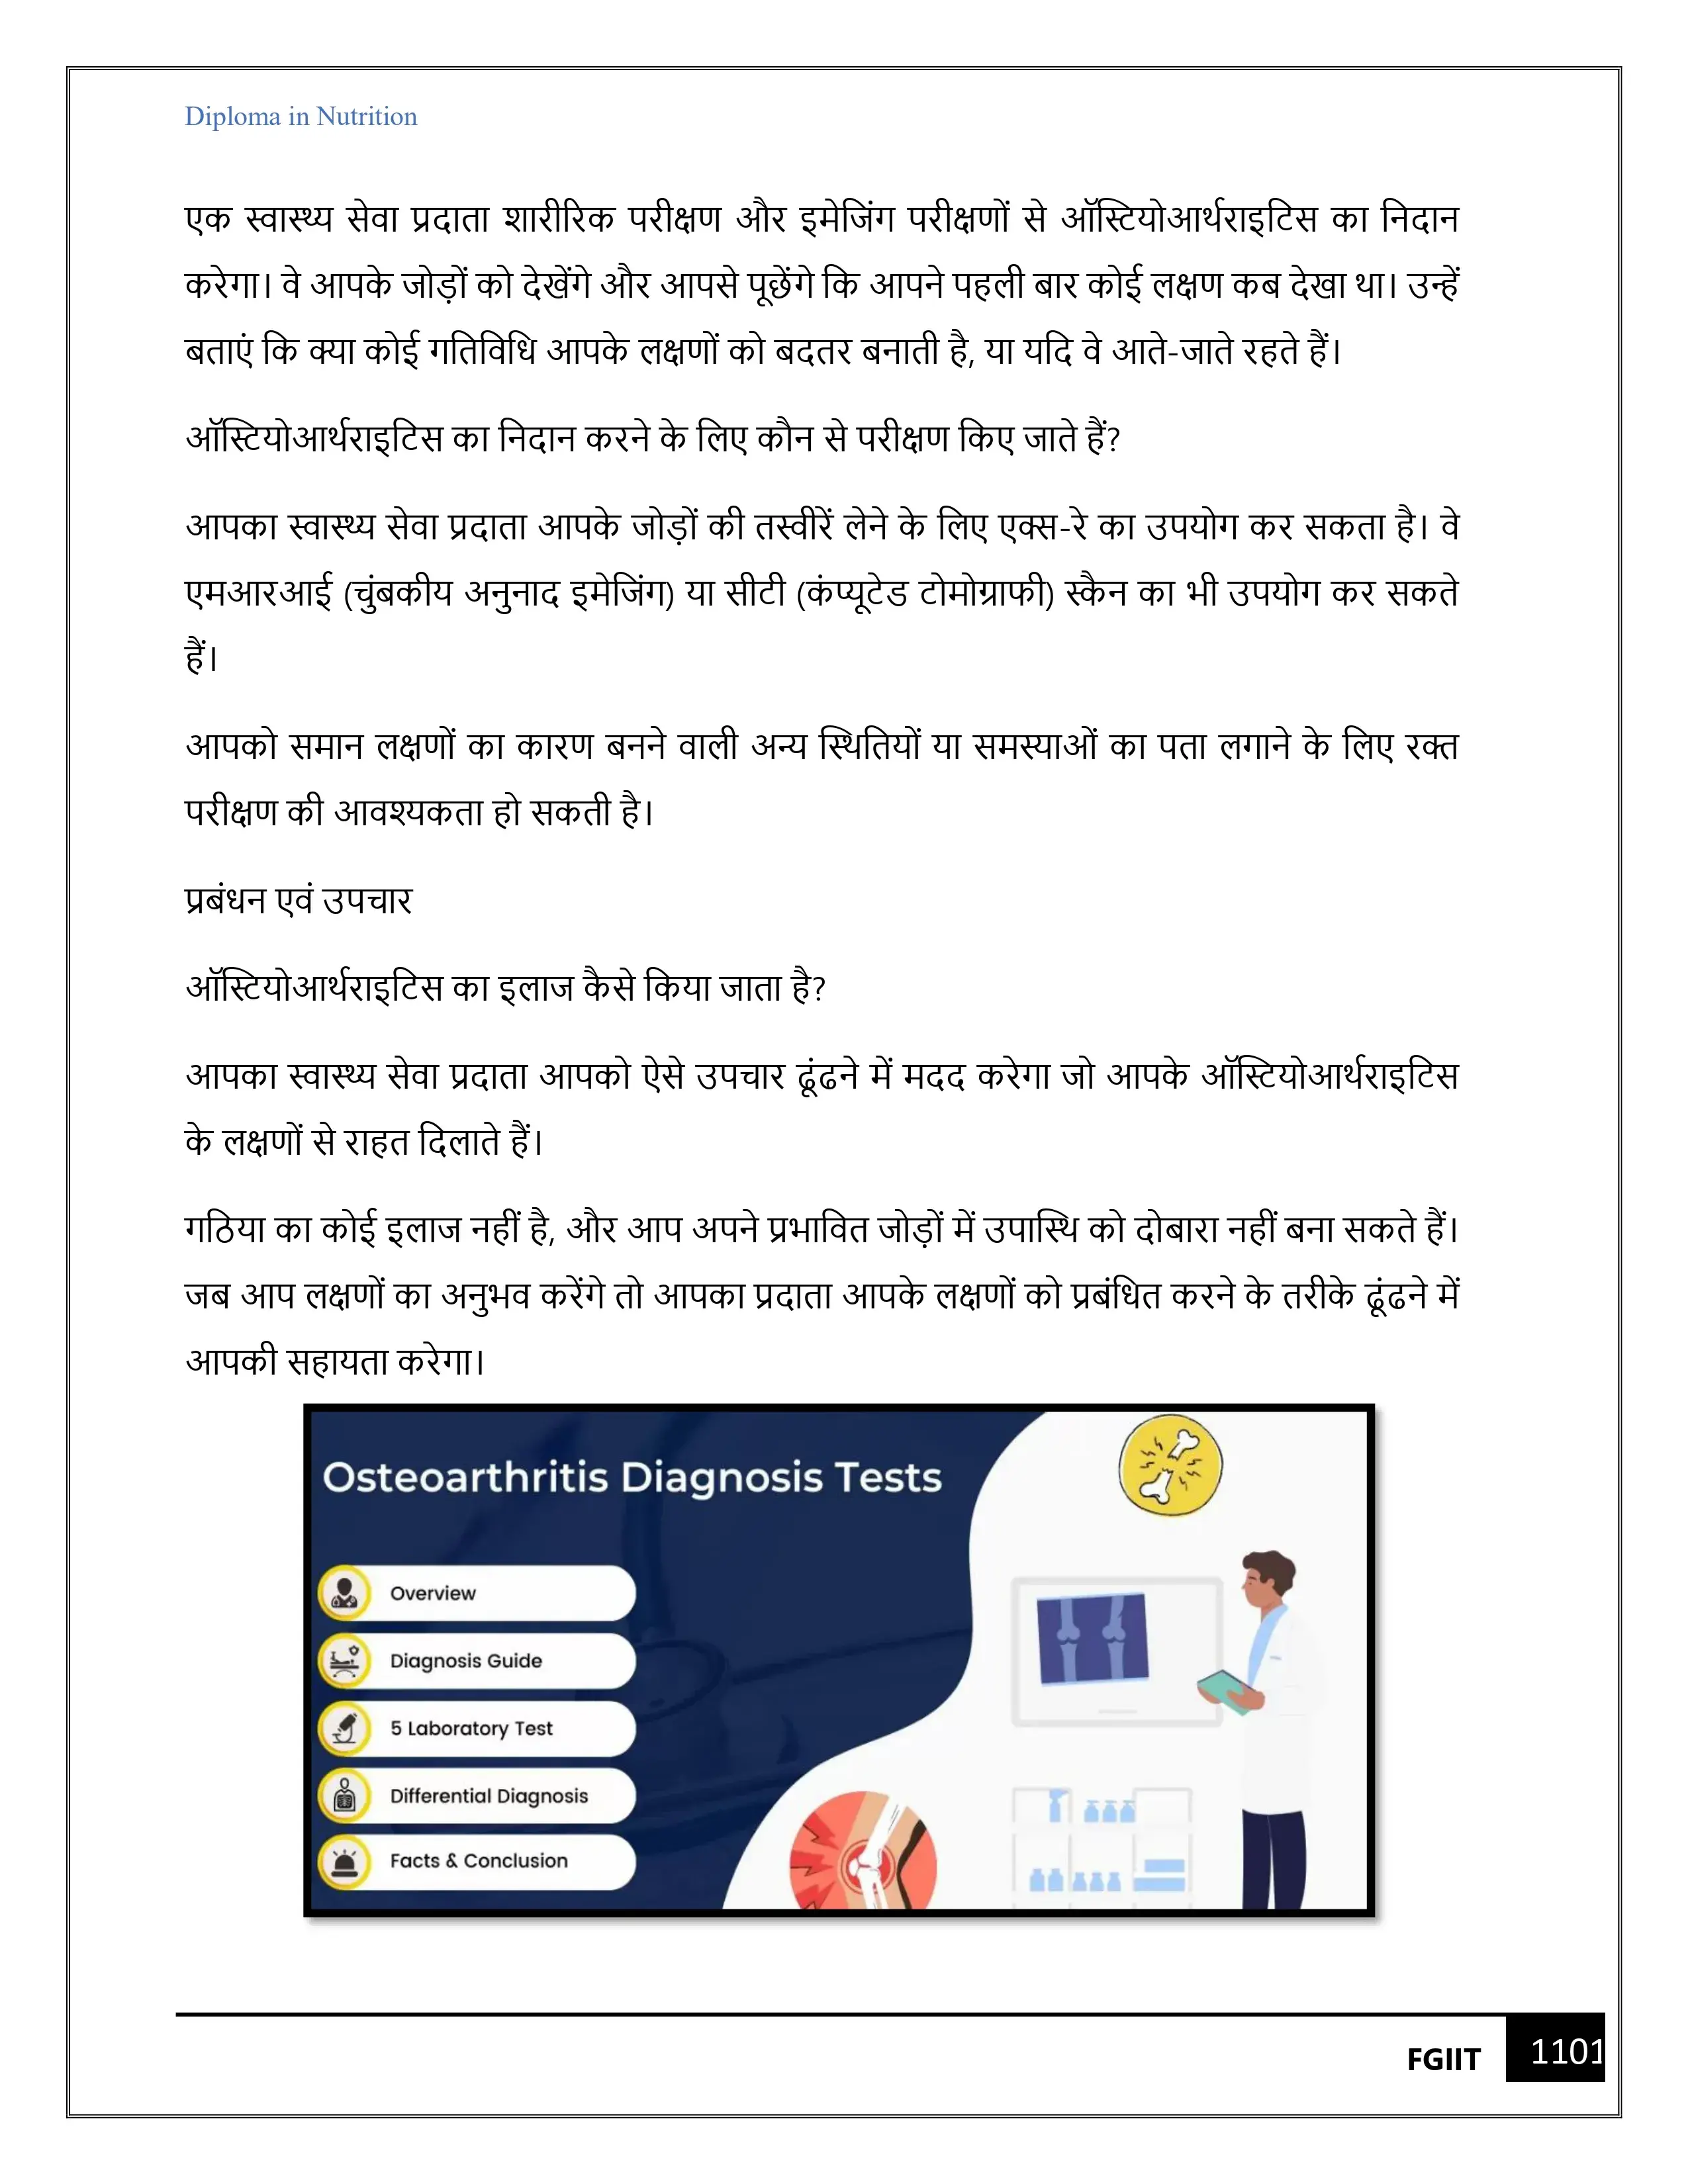 Diploma in Nutrition
एक स्वास्थ्य सेवा प्रदाता शारीरिक परीक्षण और इमेजिंग परीक्षणों से ऑस्टियोआर्थराइटिस का निदान
करेगा। वे आपके जोड़ों को देखेंगे और आपसे पूछेंगे कि आपने पहली बार कोई लक्षण कब देखा था। उन्हें
बताएं कि क्या कोई गतिविधि आपके लक्षणों को बदतर बनाती है, या यदि वे आते-जाते रहते हैं।
ऑस्टियोआर्थराइटिस का निदान करने के लिए कौन से परीक्षण किए जाते हैं?
आपका स्वास्थ्य सेवा प्रदाता आपके जोड़ों की तस्वीरें लेने के लिए एक्स-रे का उपयोग कर सकता है। वे
एमआरआई (चुंबकीय अनुनाद इमेजिंग) या सीटी (कंप्यूटेड टोमोग्राफी) स्कैन का भी उपयोग कर सकते
हैं।
आपको समान लक्षणों का कारण बनने वाली अन्य स्थितियों या समस्याओं का पता लगाने के लिए रक्त
परीक्षण की आवश्यकता हो सकती है।
प्रबंधन एवं उपचार
ऑस्टियोआर्थराइटिस का इलाज कैसे किया जाता है?
आपका स्वास्थ्य सेवा प्रदाता आपको ऐसे उपचार ढूंढने में मदद करेगा जो आपके ऑस्टियोआर्थराइटिस
के लक्षणों से राहत दिलाते हैं।
गठिया का कोई इलाज नहीं है, और आप अपने प्रभावित जोड़ों में उपास्थि को दोबारा नहीं बना सकते हैं।
जब आप लक्षणों का अनुभव करेंगे तो आपका प्रदाता आपके लक्षणों को प्रबंधित करने के तरीके ढूंढने में
आपकी सहायता करेगा।
Osteoarthritis Diagnosis Tests
Overview
Diagnosis Guide
5 Laboratory Test
Differential Diagnosis
Facts & Conclusion
FGIIT
1101